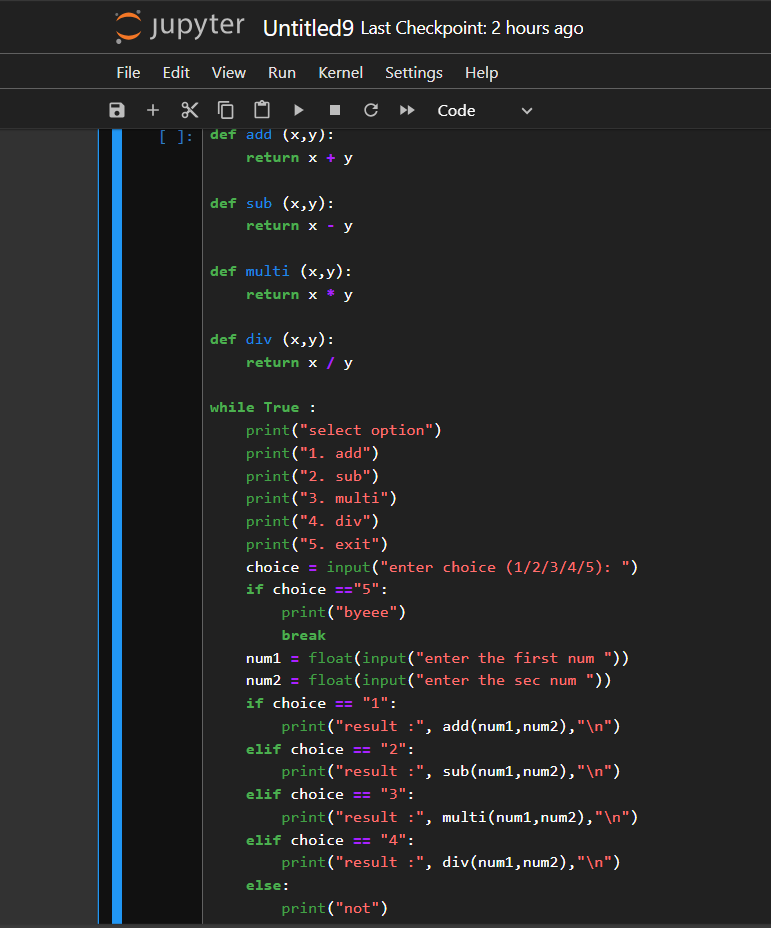 jupyter Untitled9 Last Checkpoint: 2 hours ago
File Edit View Run Kernel Settings Help
Code
[ ]: def add (x,y):
    return x + y

def sub (x,y):
    return x - y

def multi (x,y):
    return x * y

def div (x,y):
    return x / y

while True :
    print("select option")
    print("1. add")
    print("2. sub")
    print("3. multi")
    print("4. div")
    print("5. exit")
    choice = input("enter choice (1/2/3/4/5): ")
    if choice =="5":
        print("byeee")
        break
    num1 = float(input("enter the first num "))
    num2 = float(input("enter the sec num "))
    if choice == "1":
        print("result :", add(num1,num2),"\n")
    elif choice == "2":
        print("result :", sub(num1,num2),"\n")
    elif choice == "3":
        print("result :", multi(num1,num2),"\n")
    elif choice == "4":
        print("result :", div(num1,num2),"\n")
    else:
        print("not")